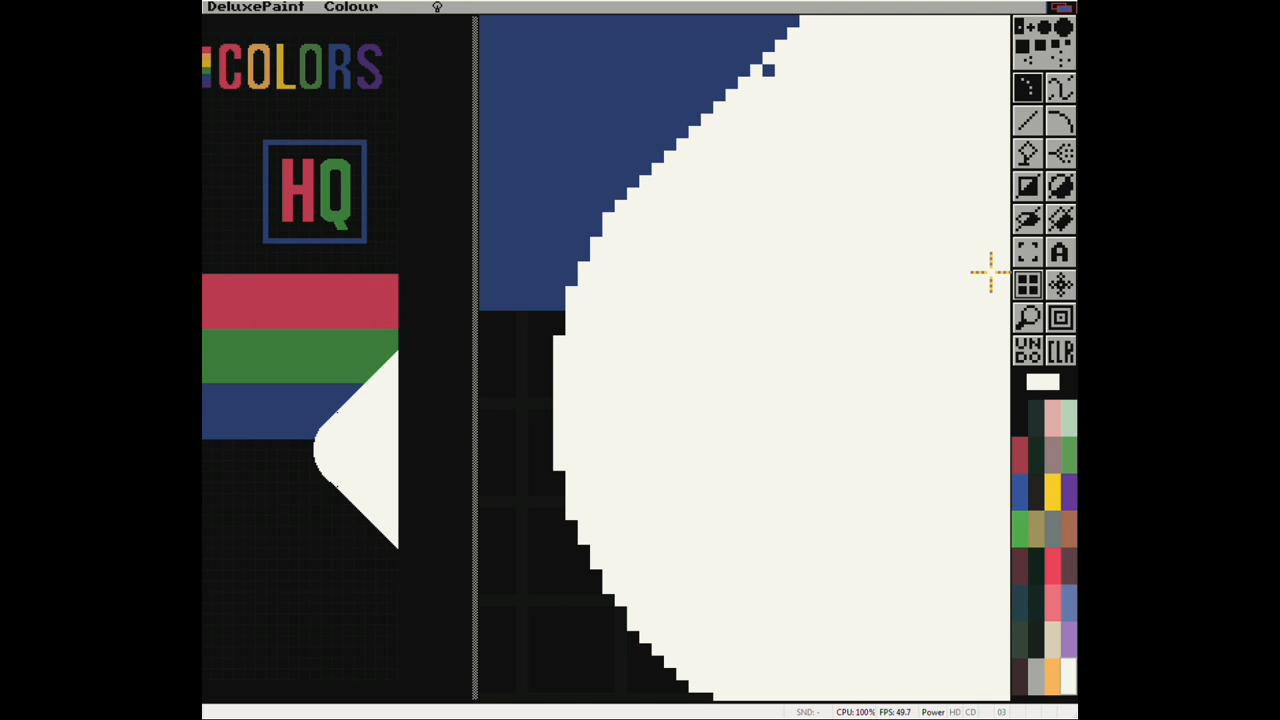 DeluxePaint Colour
COLORS
HQ
A
UN
DO
CLR
SND: - CPU: 100% FPS: 49.7 Power HD CD 03